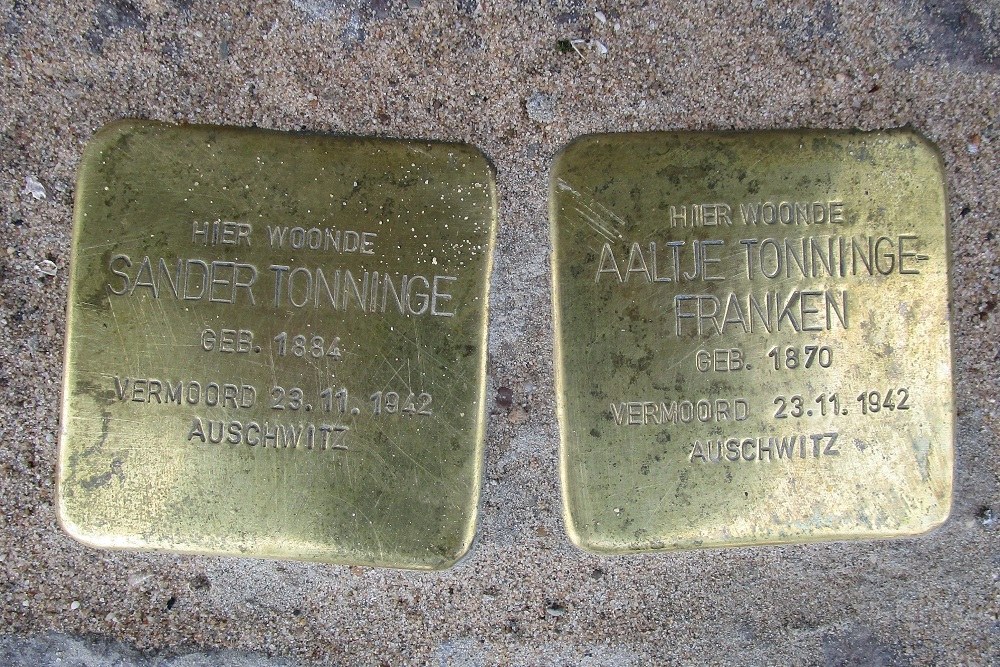 HIER WOONDE
SANDER TONNINGE
GEB. 1884
VERMOORD 23.11.1942
AUSCHWITZ
HIER WOONDE
AALTJE TONNINGE-
FRANKEN
GEB. 1870
VERMOORD 23.11.1942
AUSCHWITZ